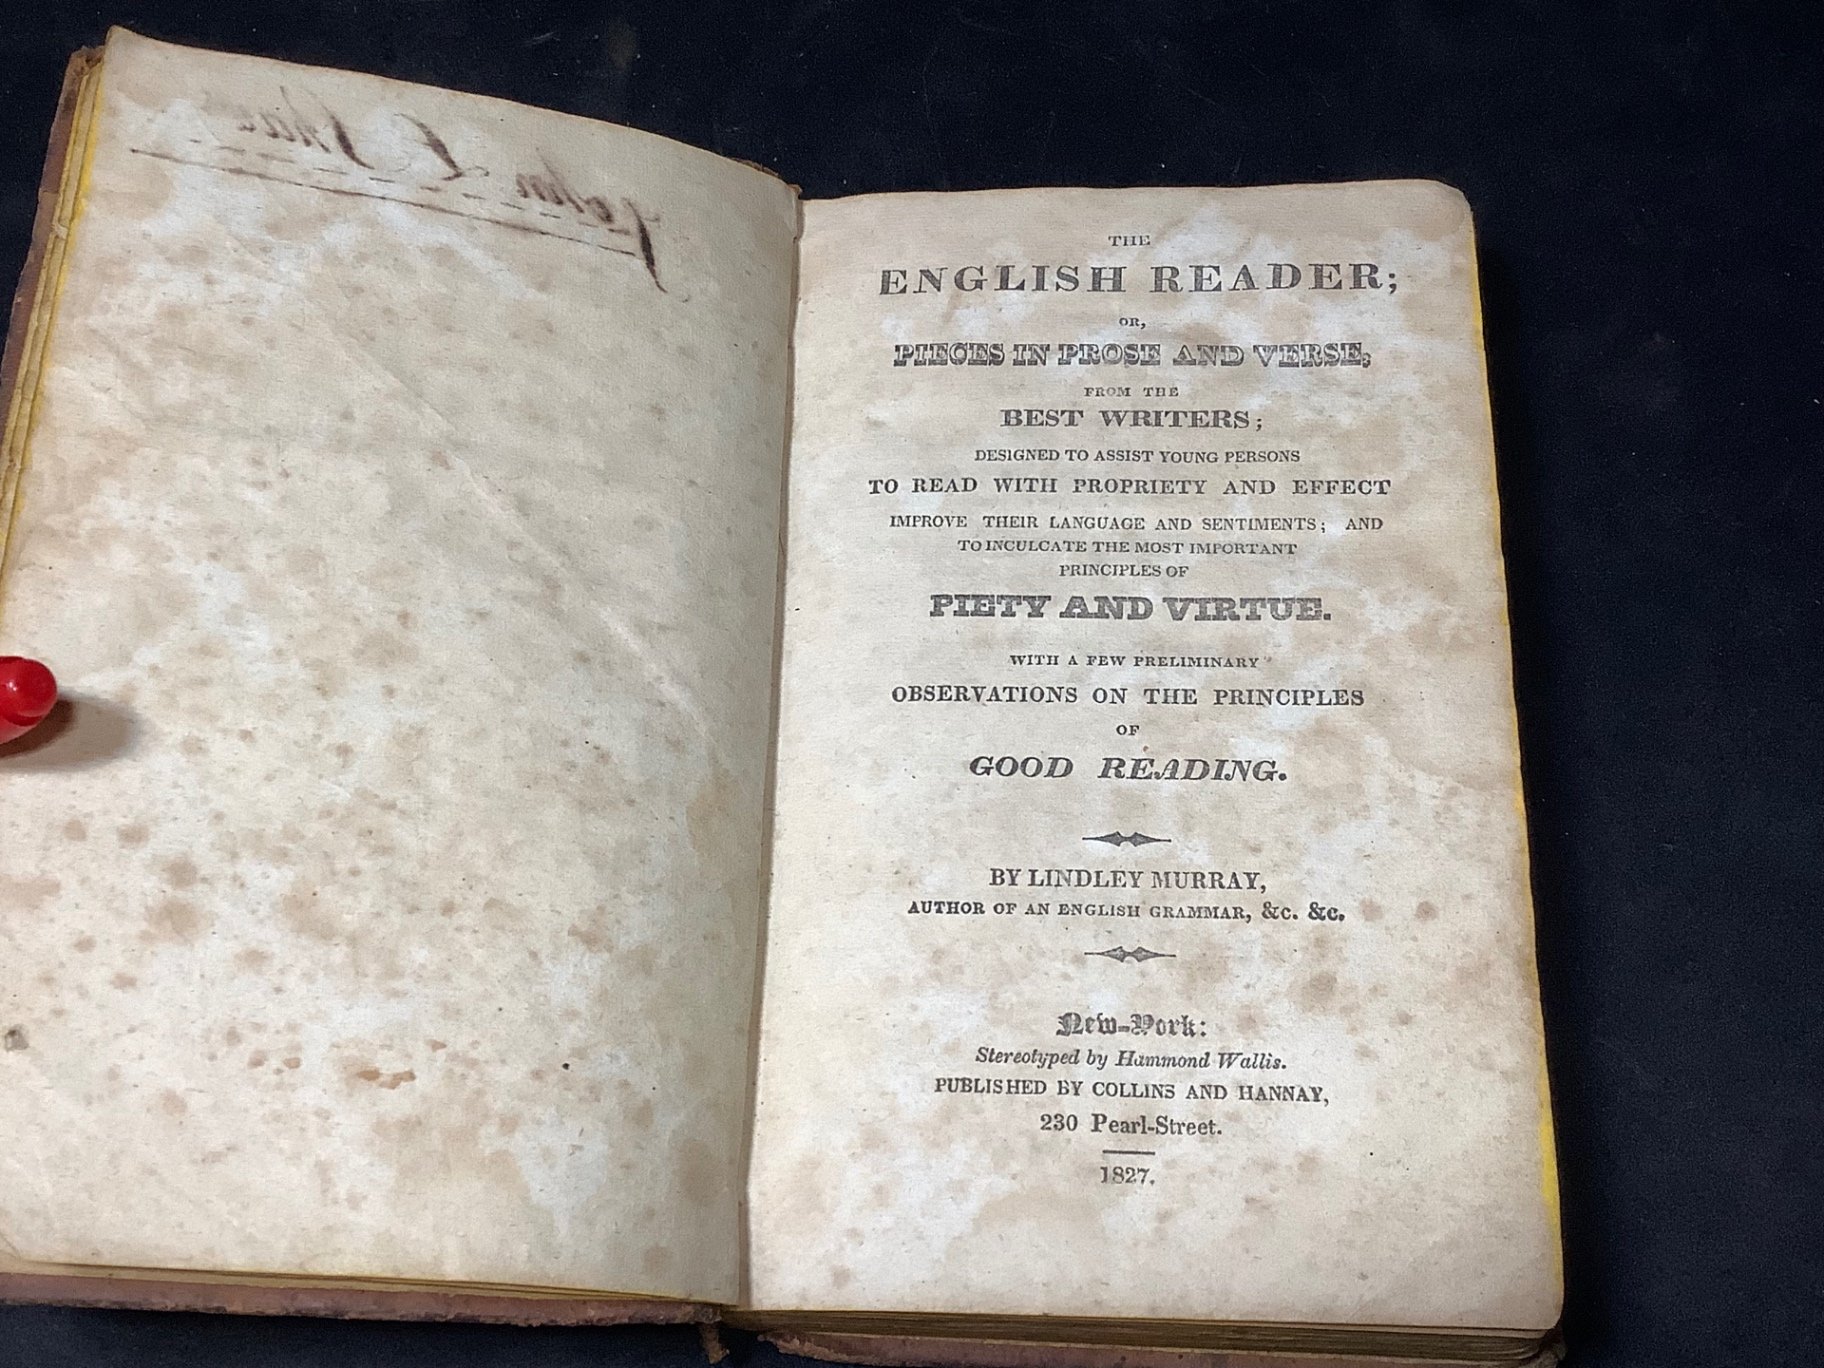 John L
THE
ENGLISH READER;
OR,
PIECES IN PROSE AND VERSE;
FROM THE
BEST WRITERS;
DESIGNED TO ASSIST YOUNG PERSONS
TO READ WITH PROPRIETY AND EFFECT
IMPROVE THEIR LANGUAGE AND SENTIMENTS; AND
TO INCULCATE THE MOST IMPORTANT
PRINCIPLES OF
PIETY AND VIRTUE.
WITH A FEW PRELIMINARY
OBSERVATIONS ON THE PRINCIPLES
OF
GOOD READING.
BY LINDLEY MURRAY,
AUTHOR OF AN ENGLISH GRAMMAR, &c. &c.
New-York:
Stereotyped by Hammond Wallis.
PUBLISHED BY COLLINS AND HANNAY,
230 Pearl-Street.
1827.